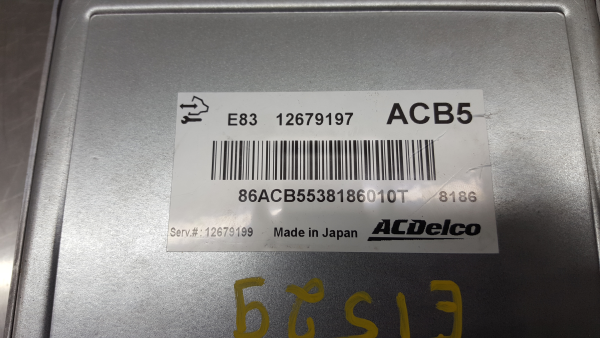 E83 12679197 ACB5
86ACB5538186010T 8186
Serv.#: 12679199 Made in Japan ACDelco